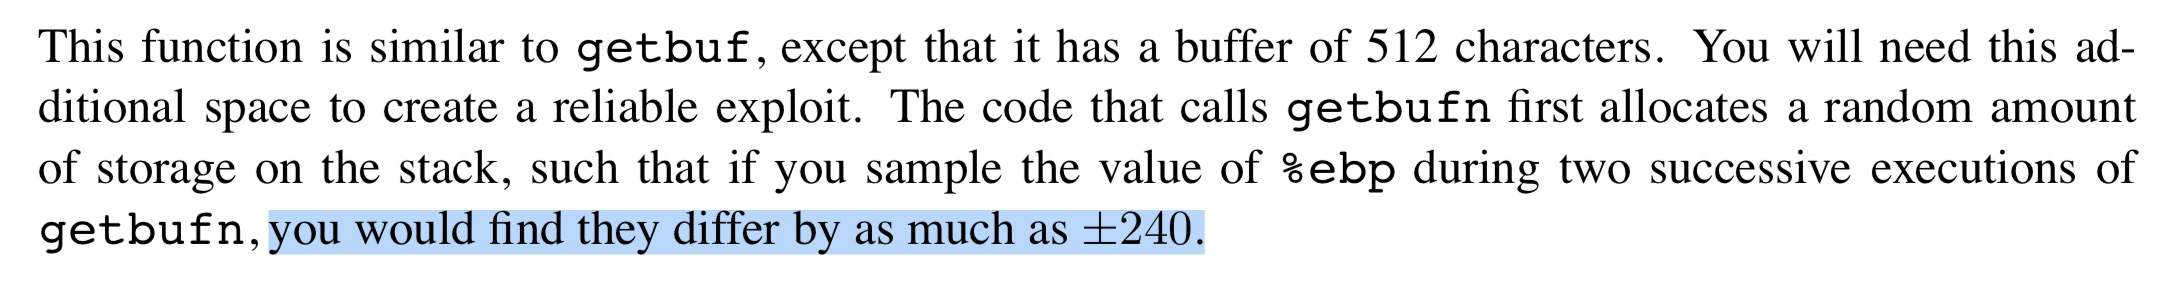 This function is similar to getbuf, except that it has a buffer of 512 characters. You will need this ad-
ditional space to create a reliable exploit. The code that calls getbufn first allocates a random amount
of storage on the stack, such that if you sample the value of %ebp during two successive executions of
getbufn, you would find they differ by as much as ±240.